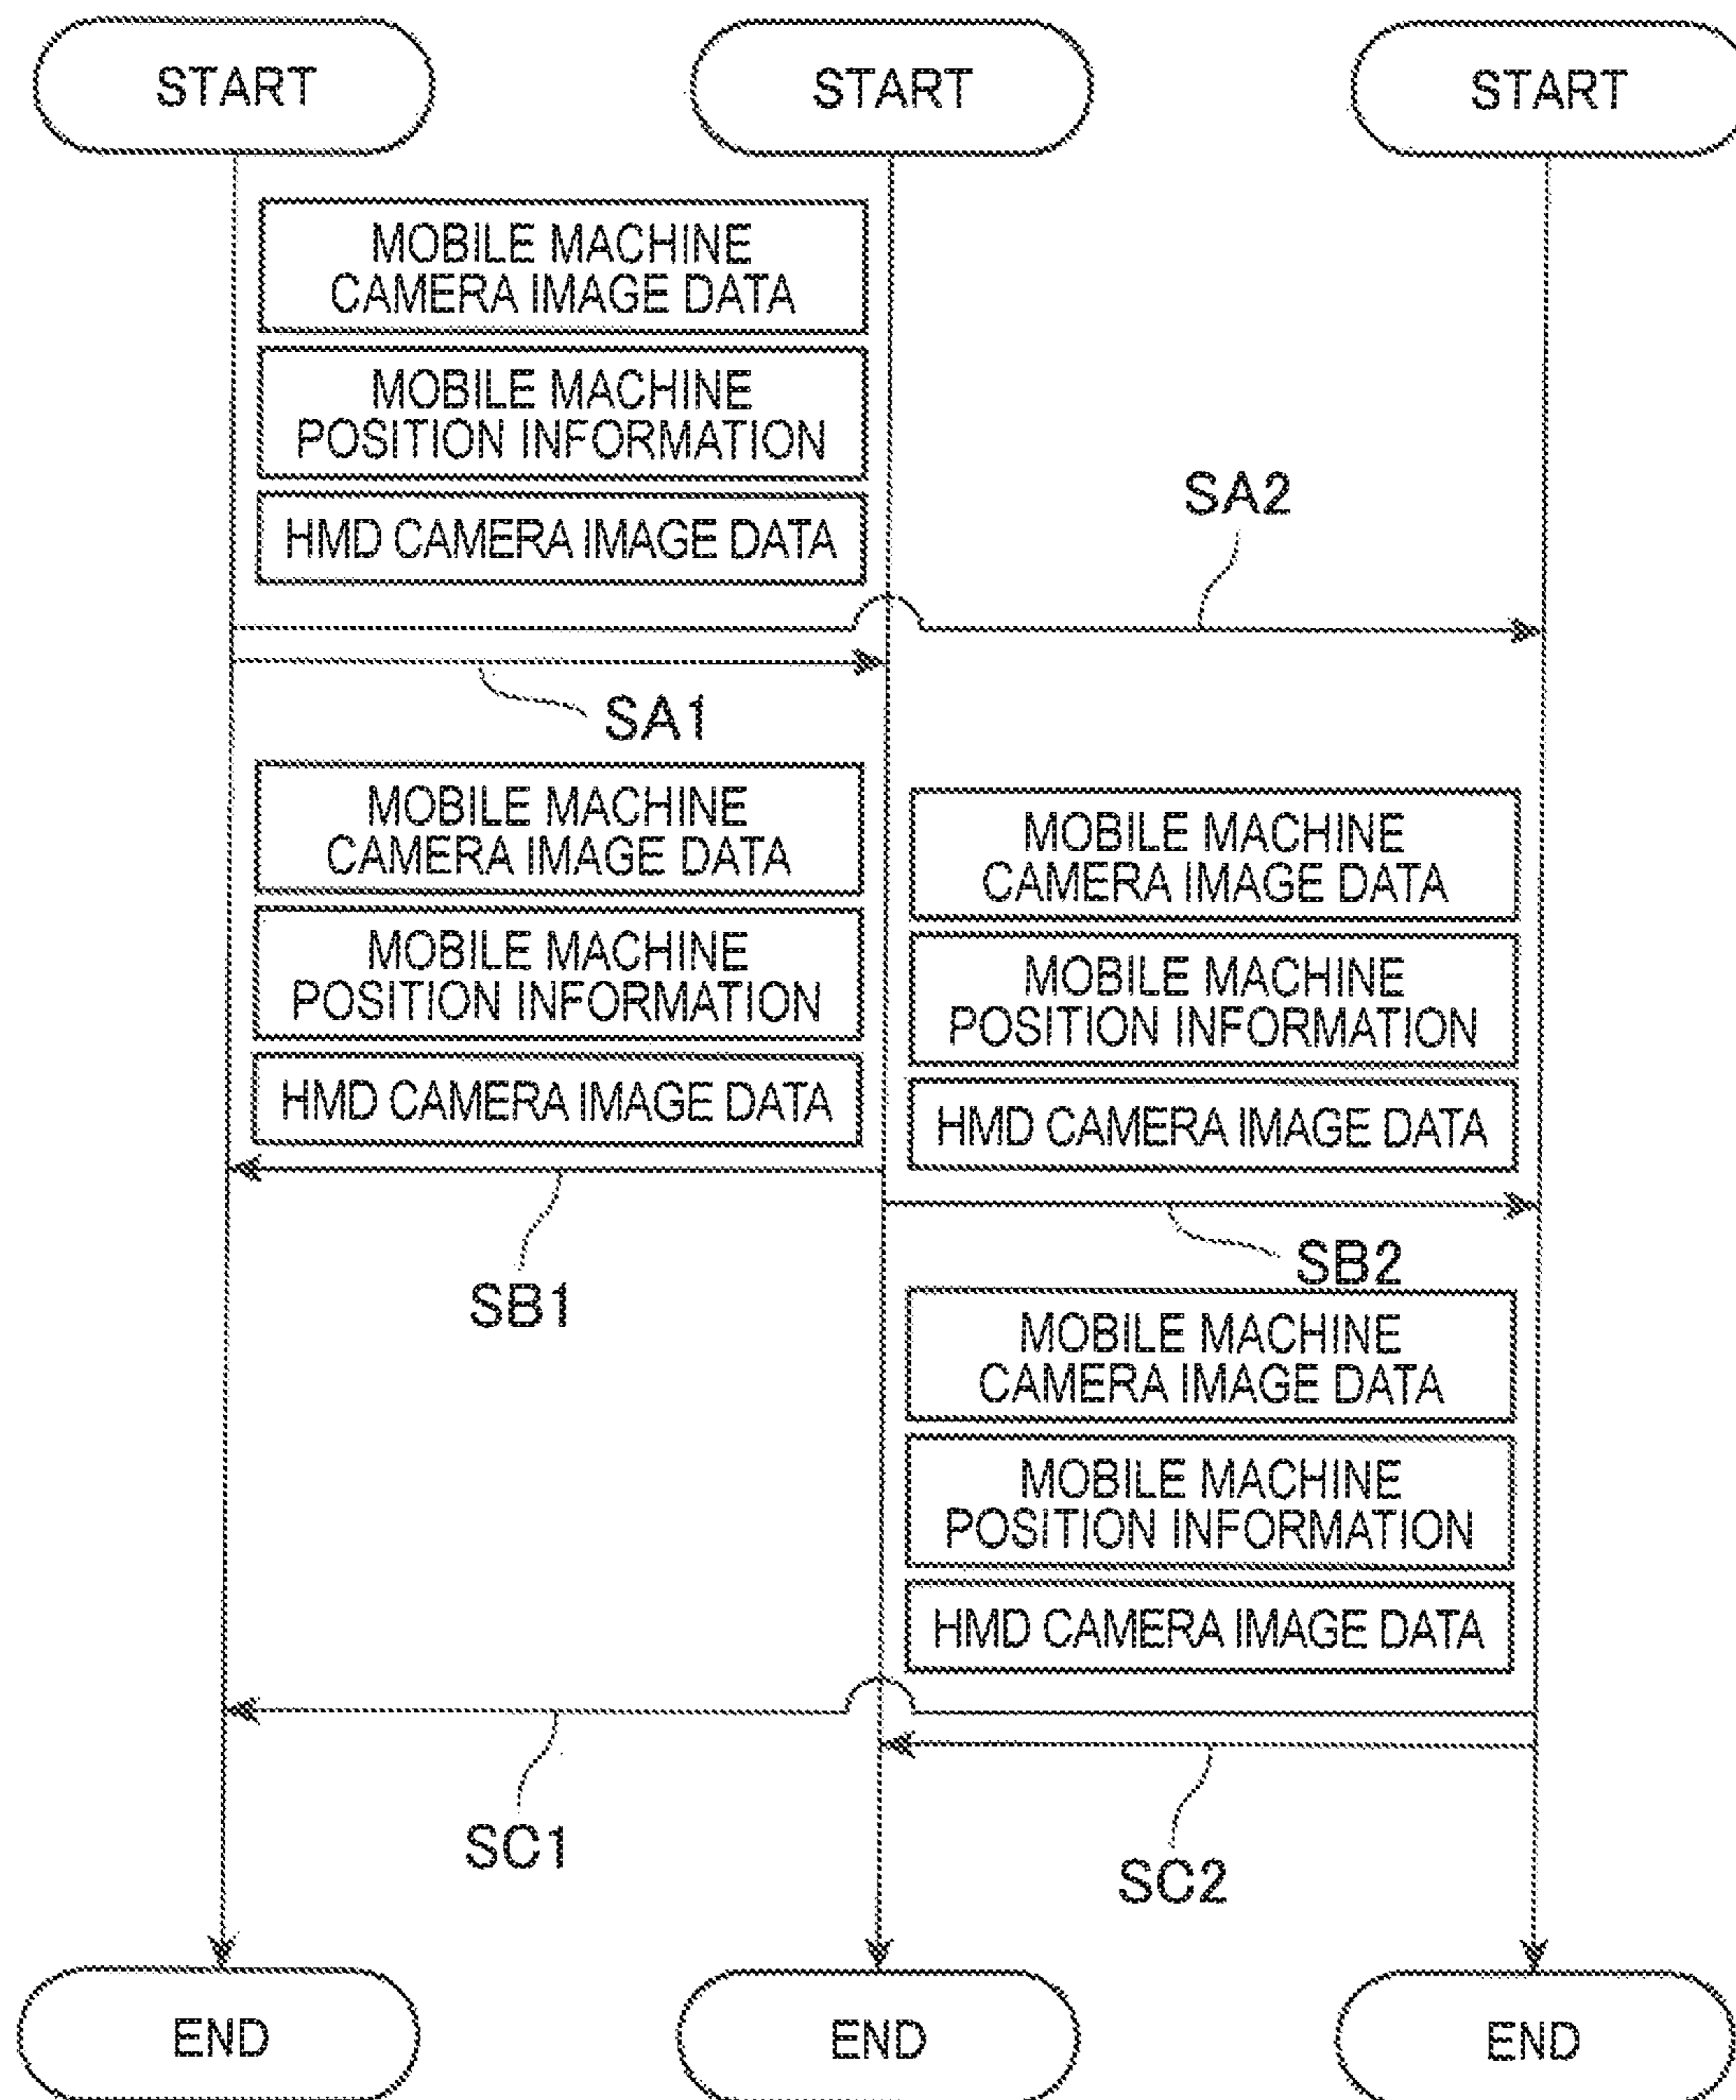 START
START
START
MOBILE MACHINE
CAMERA IMAGE DATA
MOBILE MACHINE
POSITION INFORMATION
HMD CAMERA IMAGE DATA
SA2
SA1
MOBILE MACHINE
CAMERA IMAGE DATA
MOBILE MACHINE
POSITION INFORMATION
HMD CAMERA IMAGE DATA
MOBILE MACHINE
CAMERA IMAGE DATA
MOBILE MACHINE
POSITION INFORMATION
HMD CAMERA IMAGE DATA
SB1
SB2
MOBILE MACHINE
CAMERA IMAGE DATA
MOBILE MACHINE
POSITION INFORMATION
HMD CAMERA IMAGE DATA
SC1
SC2
END
END
END